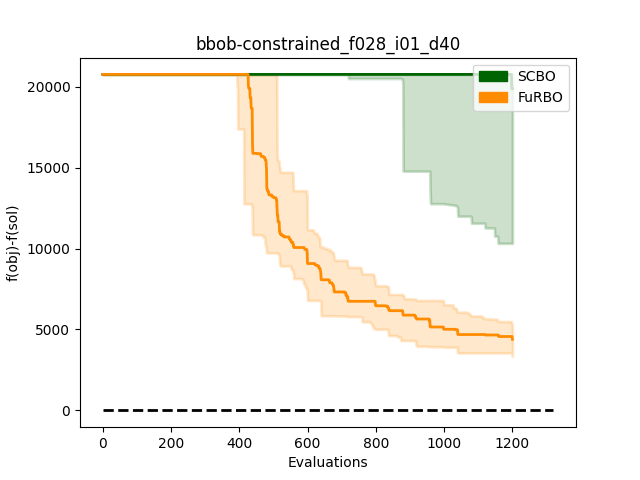 bbob-constrained_f028_i01_d40
SCBO
FuRBO
f(obj)-f(sol)
20000
15000
10000
5000
0
0 200 400 600 800 1000 1200
Evaluations